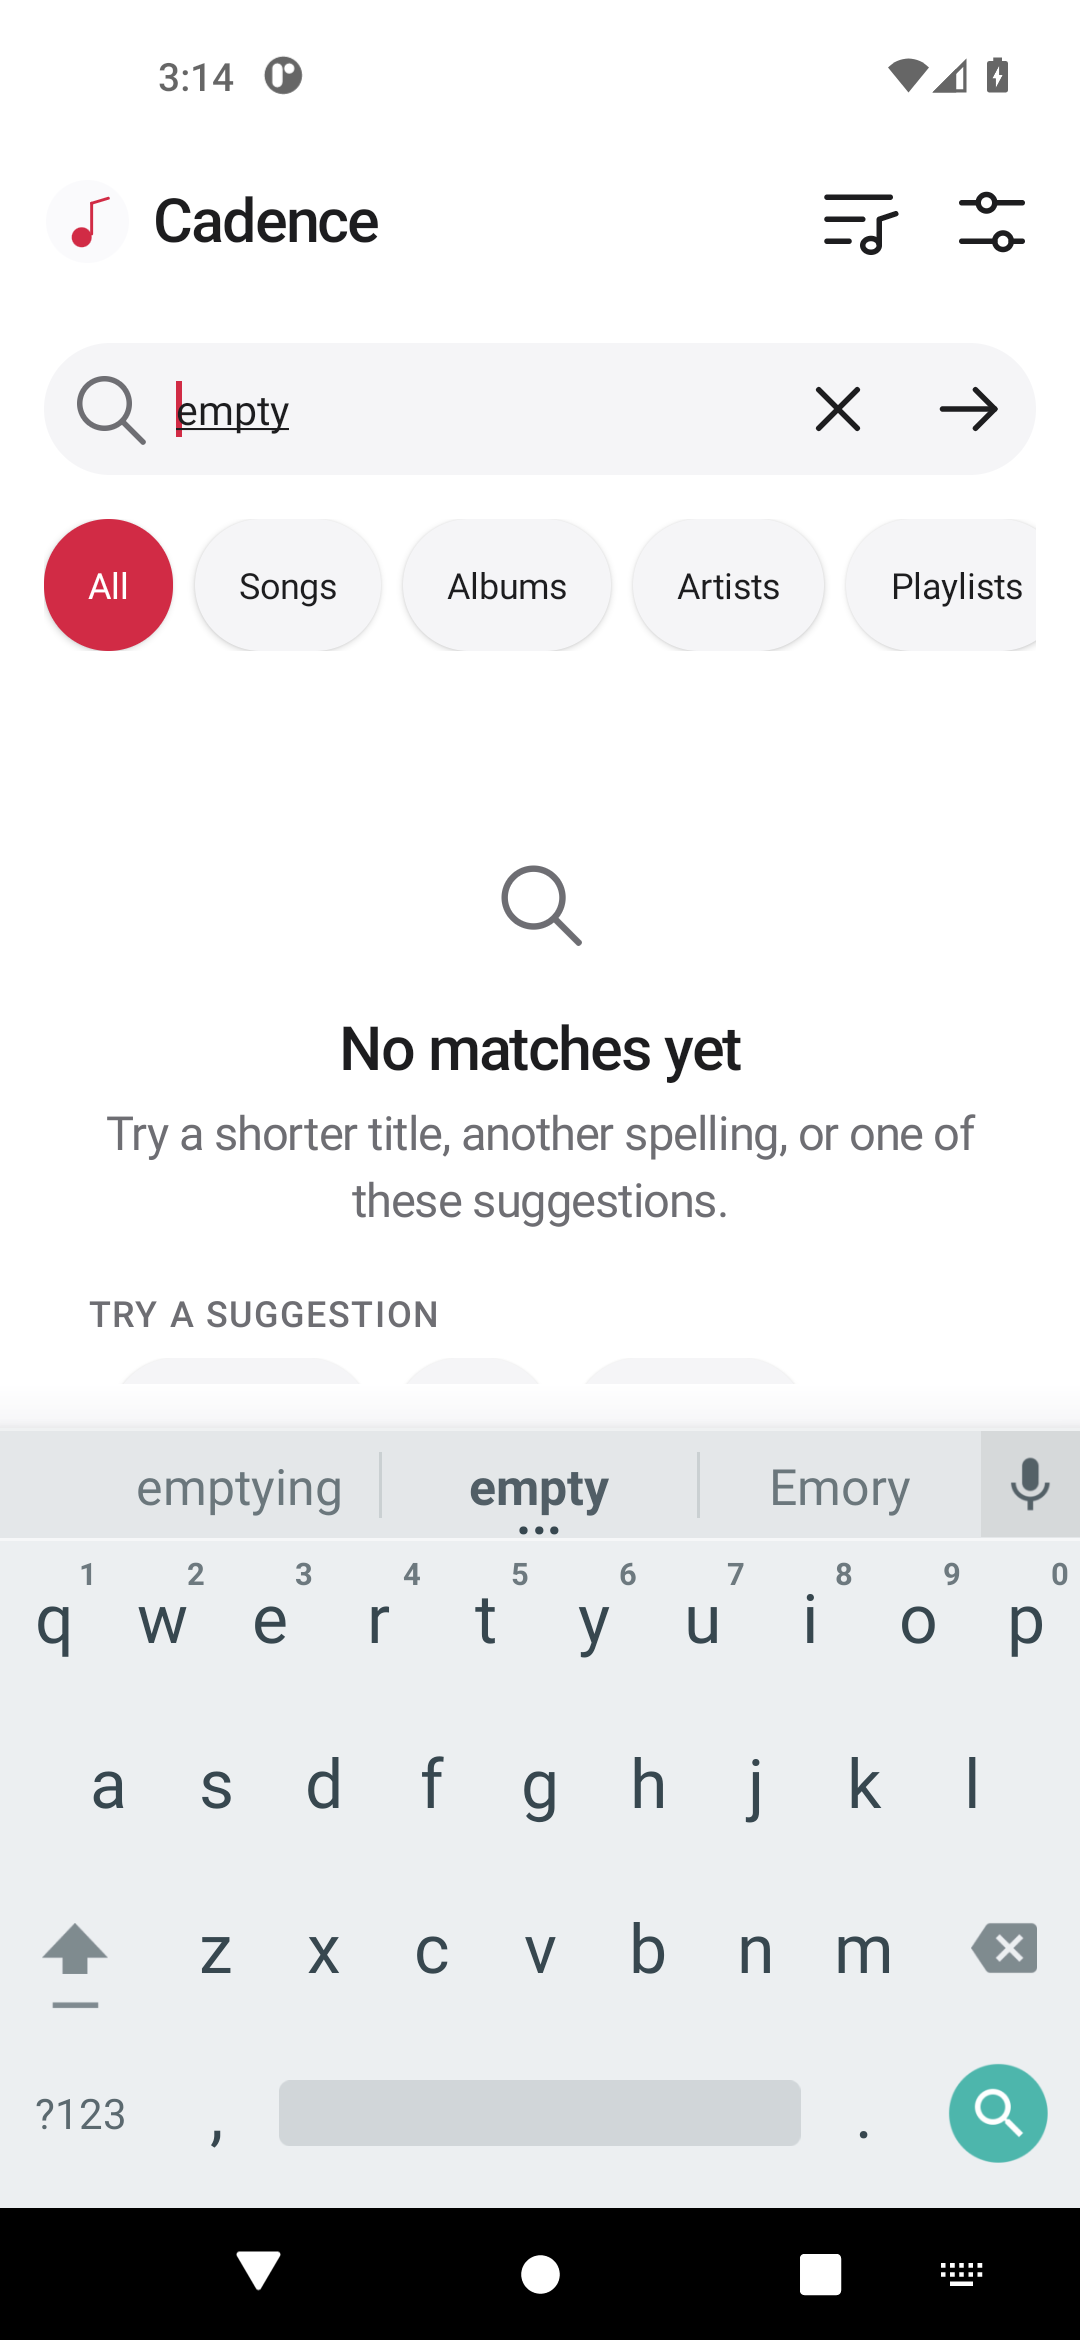 3:14
Cadence
empty
All Songs Albums Artists Playlists
No matches yet
Try a shorter title, another spelling, or one of
these suggestions.
TRY A SUGGESTION
emptying empty Emory
1 2 3 4 5 6 7 8 9 0
q w e r t y u i o p
a s d f g h j k l
z x c v b n m
?123 , .